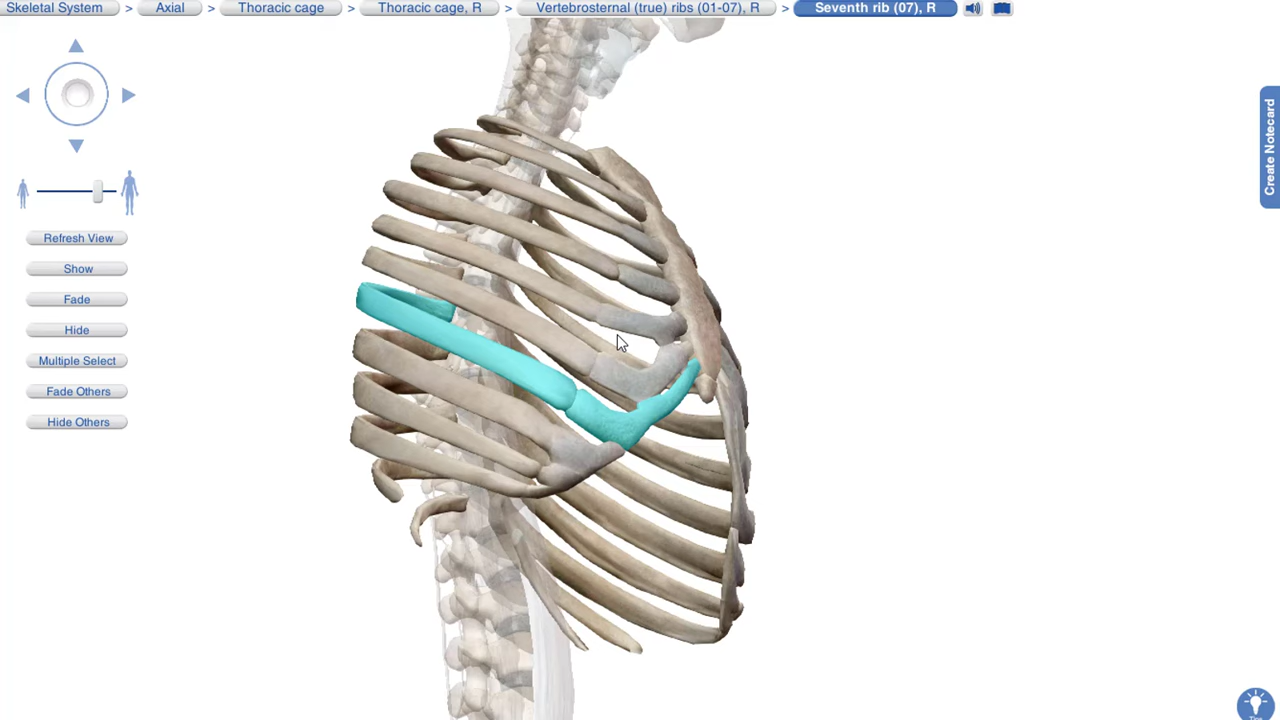 Skeletal System > Axial > Thoracic cage > Thoracic cage, R > Vertebrosternal (true) ribs (01-07), R > Seventh rib (07), R
Create Notecard
Refresh View
Show
Fade
Hide
Multiple Select
Fade Others
Hide Others